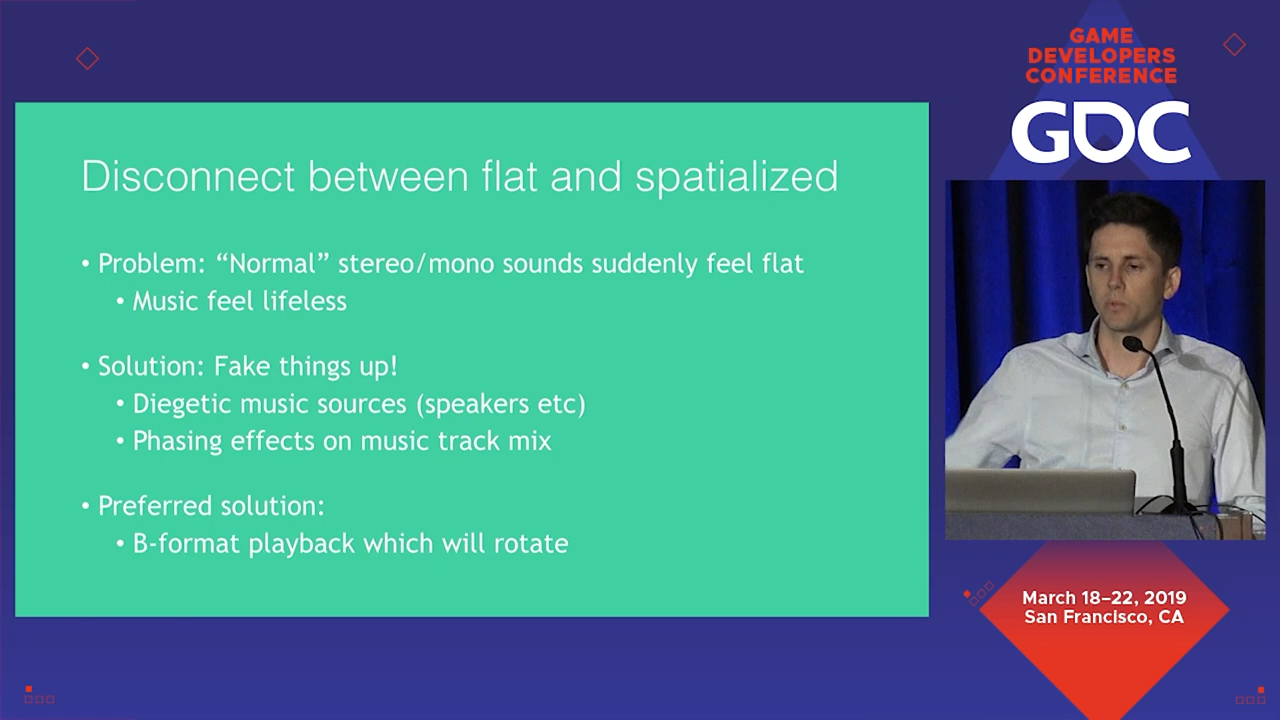 Disconnect between flat and spatialized
• Problem: “Normal” stereo/mono sounds suddenly feel flat
• Music feel lifeless
• Solution: Fake things up!
• Diegetic music sources (speakers etc)
• Phasing effects on music track mix
• Preferred solution:
• B-format playback which will rotate
GAME
DEVELOPERS
CONFERENCE
GDC
March 18–22, 2019
San Francisco, CA